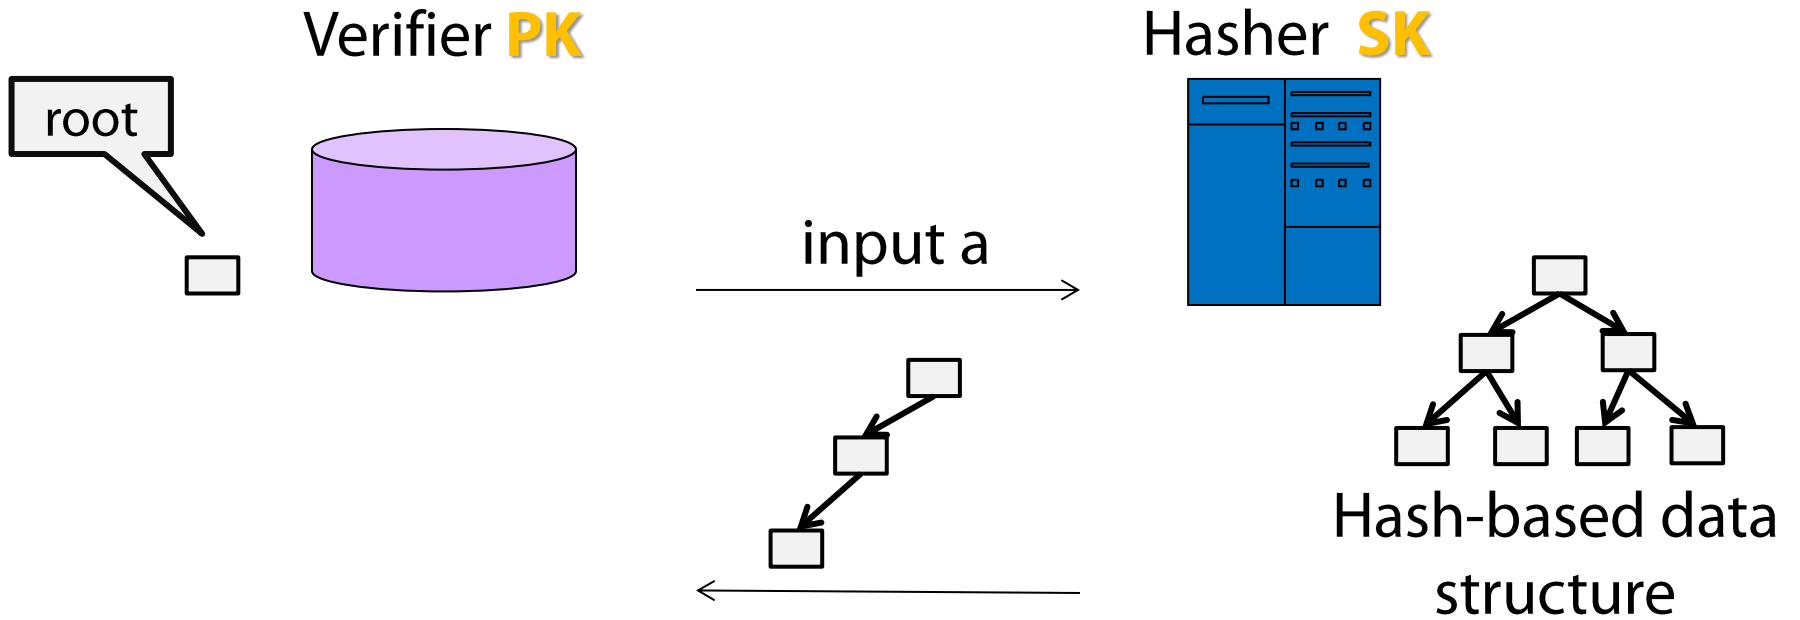 Verifier PK
Hasher SK
root
input a
Hash-based data
structure